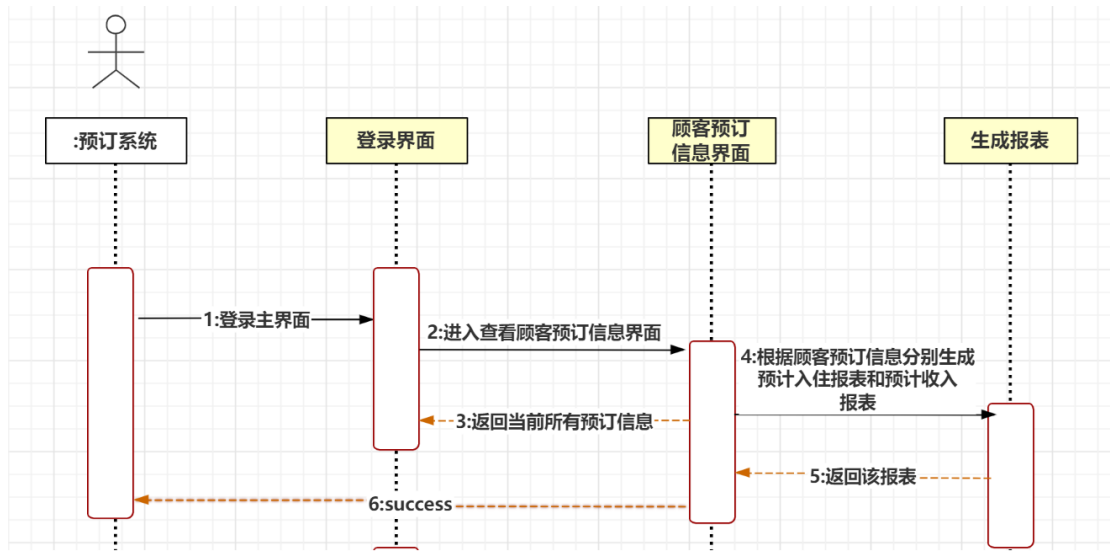 :预订系统
登录界面
顾客预订
信息界面
生成报表
1:登录主界面
2:进入查看顾客预订信息界面
4:根据顾客预订信息分别生成
预计入住报表和预计收入
报表
3:返回当前所有预订信息
5:返回该报表
6:success